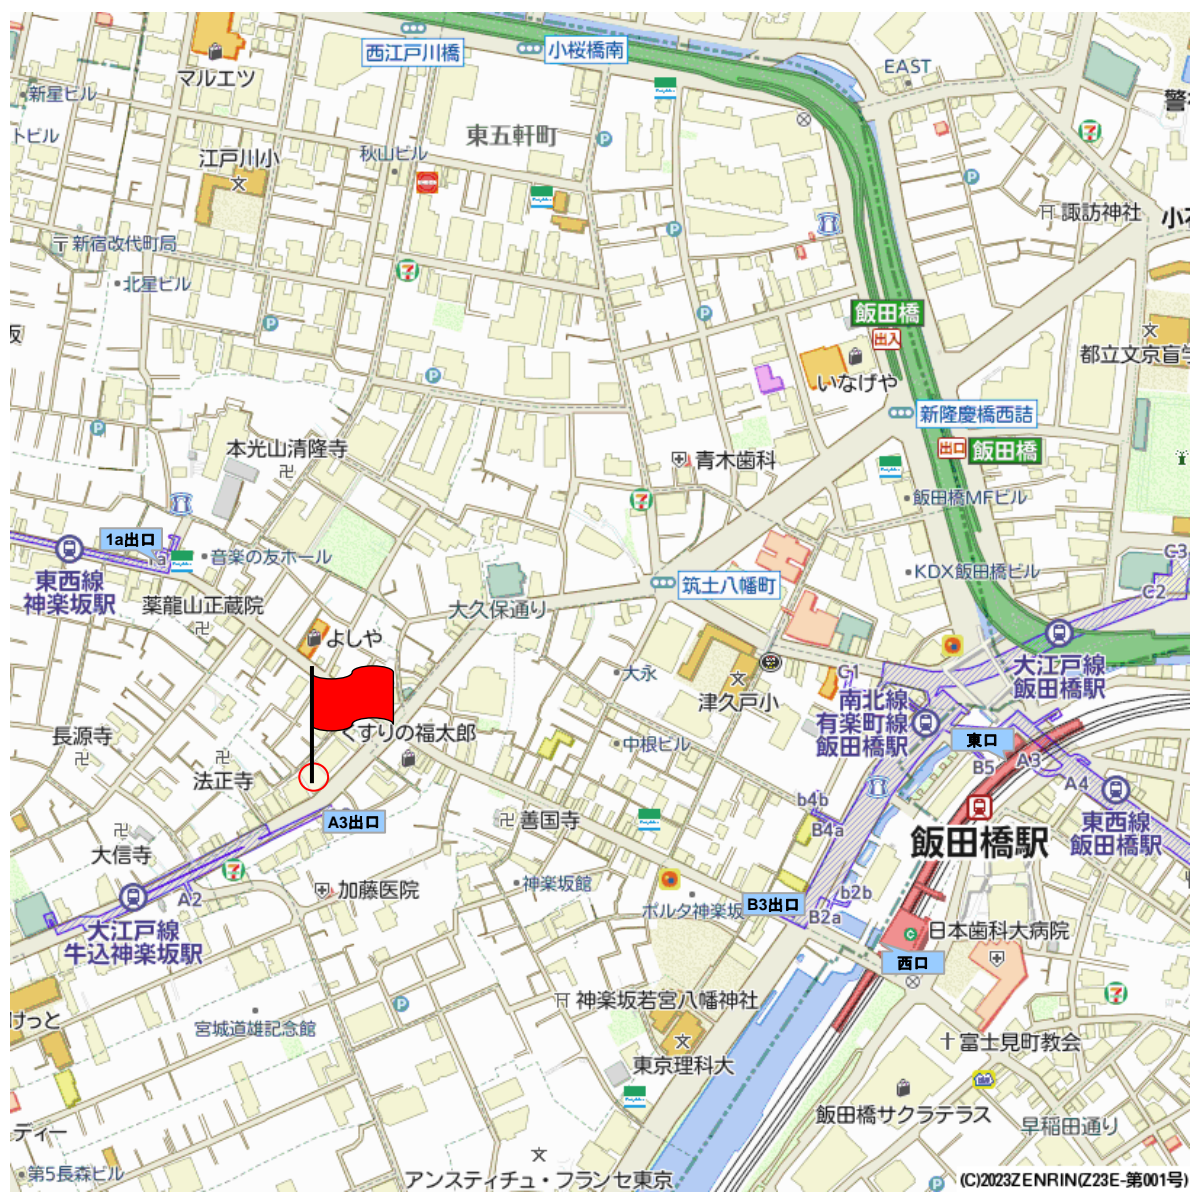 西江戸川橋
小桜橋南
EAST
マルエツ
新星ビル
トビル
東五軒町
秋山ビル
江戸川小
諏訪神社
〒新宿改代町局
北星ビル
飯田橋
出入
都立文京盲学
いなげや
新隆慶橋西詰
出口
飯田橋
本光山清隆寺
青木歯科
飯田橋MFビル
1a出口
音楽の友ホール
東西線
神楽坂駅
筑土八幡町
KDX飯田橋ビル
C3
C2
薬龍山正蔵院
大久保通り
よしや
大永
津久戸小
C1
大江戸線
飯田橋駅
南北線
有楽町線
飯田橋駅
東口
くすりの福太郎
長源寺
中根ビル
法正寺
B5
A3
A4
b4b
B4a
A3出口
善国寺
飯田橋駅
東西線
飯田橋駅
大信寺
A2
加藤医院
神楽坂館
ポルタ神楽坂
B3出口
b2b
B2a
大江戸線
牛込神楽坂駅
日本歯科大病院
西口
神楽坂若宮八幡神社
けっと
宮城道雄記念館
富士見町教会
東京理科大
飯田橋サクラテラス
早稲田通り
ディー
第5長森ビル
アンスティチュ・フランセ東京
(C)2023ZENRIN(Z23E-第001号)